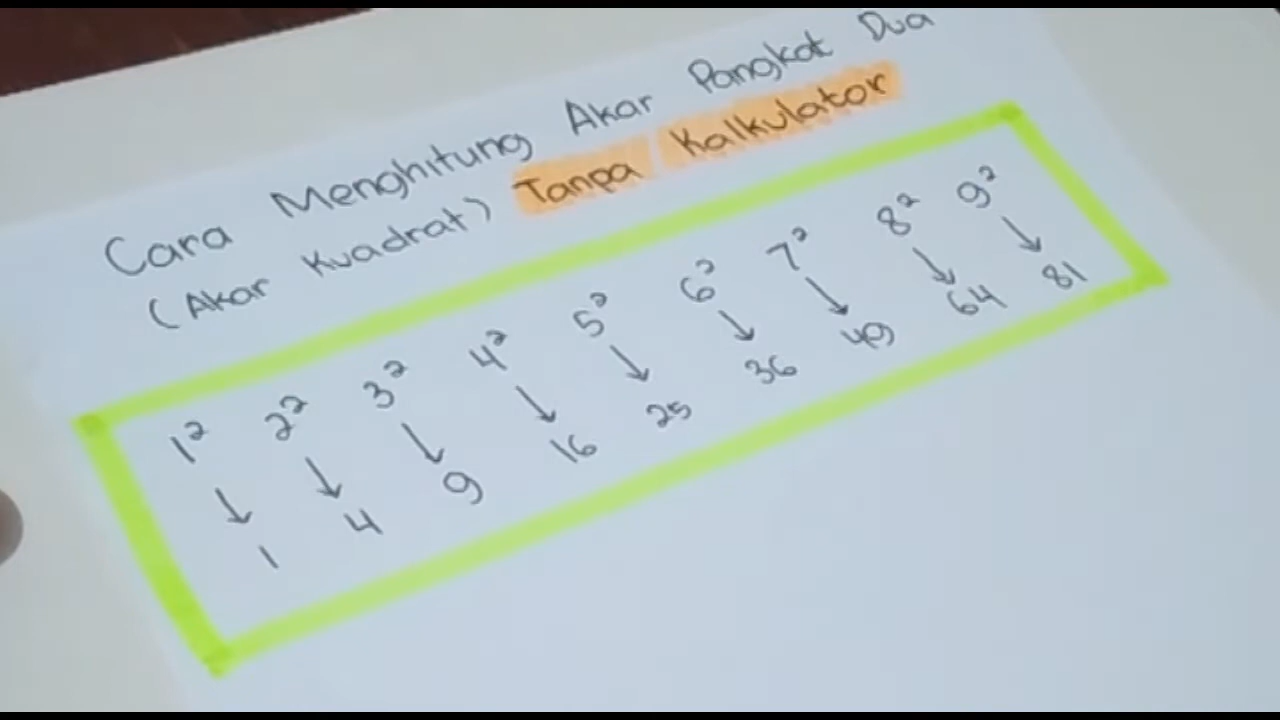 Cara Menghitung Akar Pangkat Dua
(Akar Kuadrat) Tanpa Kalkulator
1² 2² 3² 4² 5² 6² 7² 8² 9²
↓ ↓ ↓ ↓ ↓ ↓ ↓ ↓ ↓
1 4 9 16 25 36 49 64 81